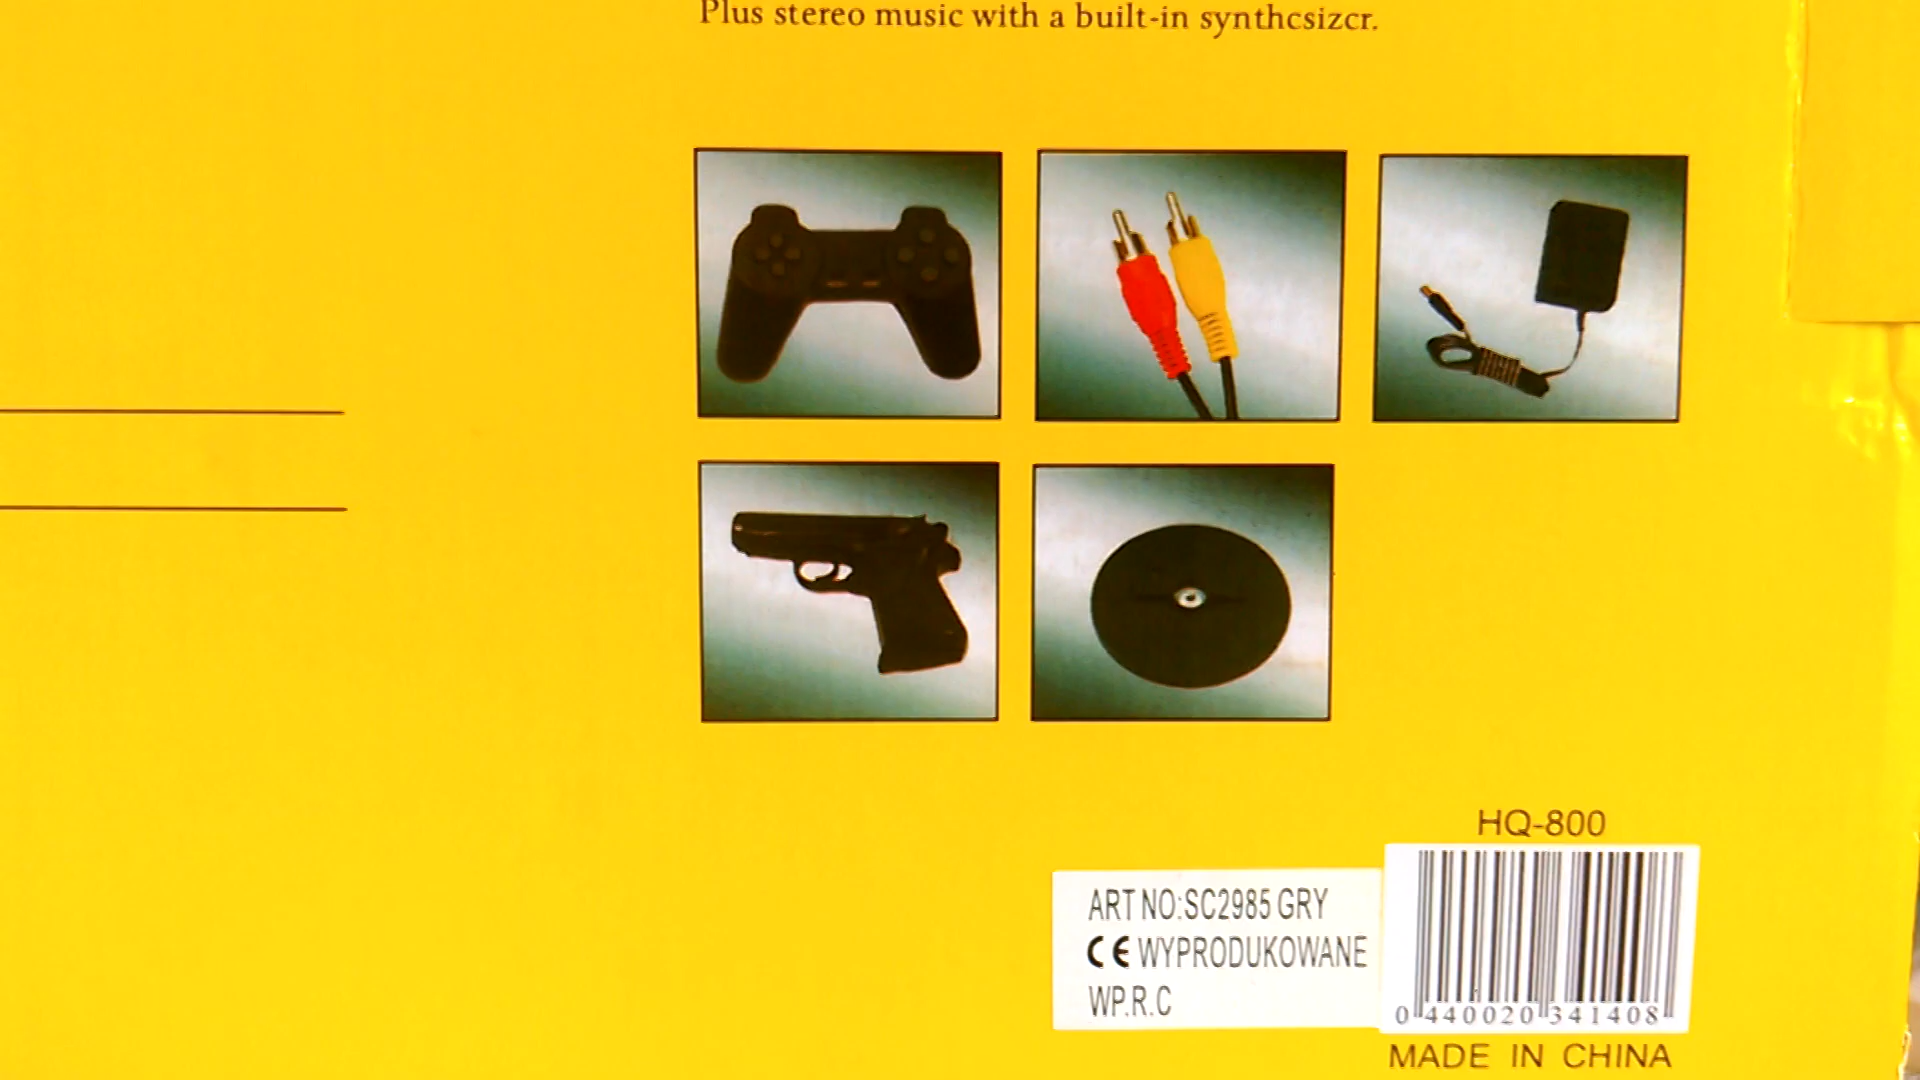 Plus stereo music with a built-in synthcsizcr.
HQ-800
ART NO:SC2985 GRY
CE WYPRODUKOWANE
WP.R.C
0 440020 341408
MADE IN CHINA